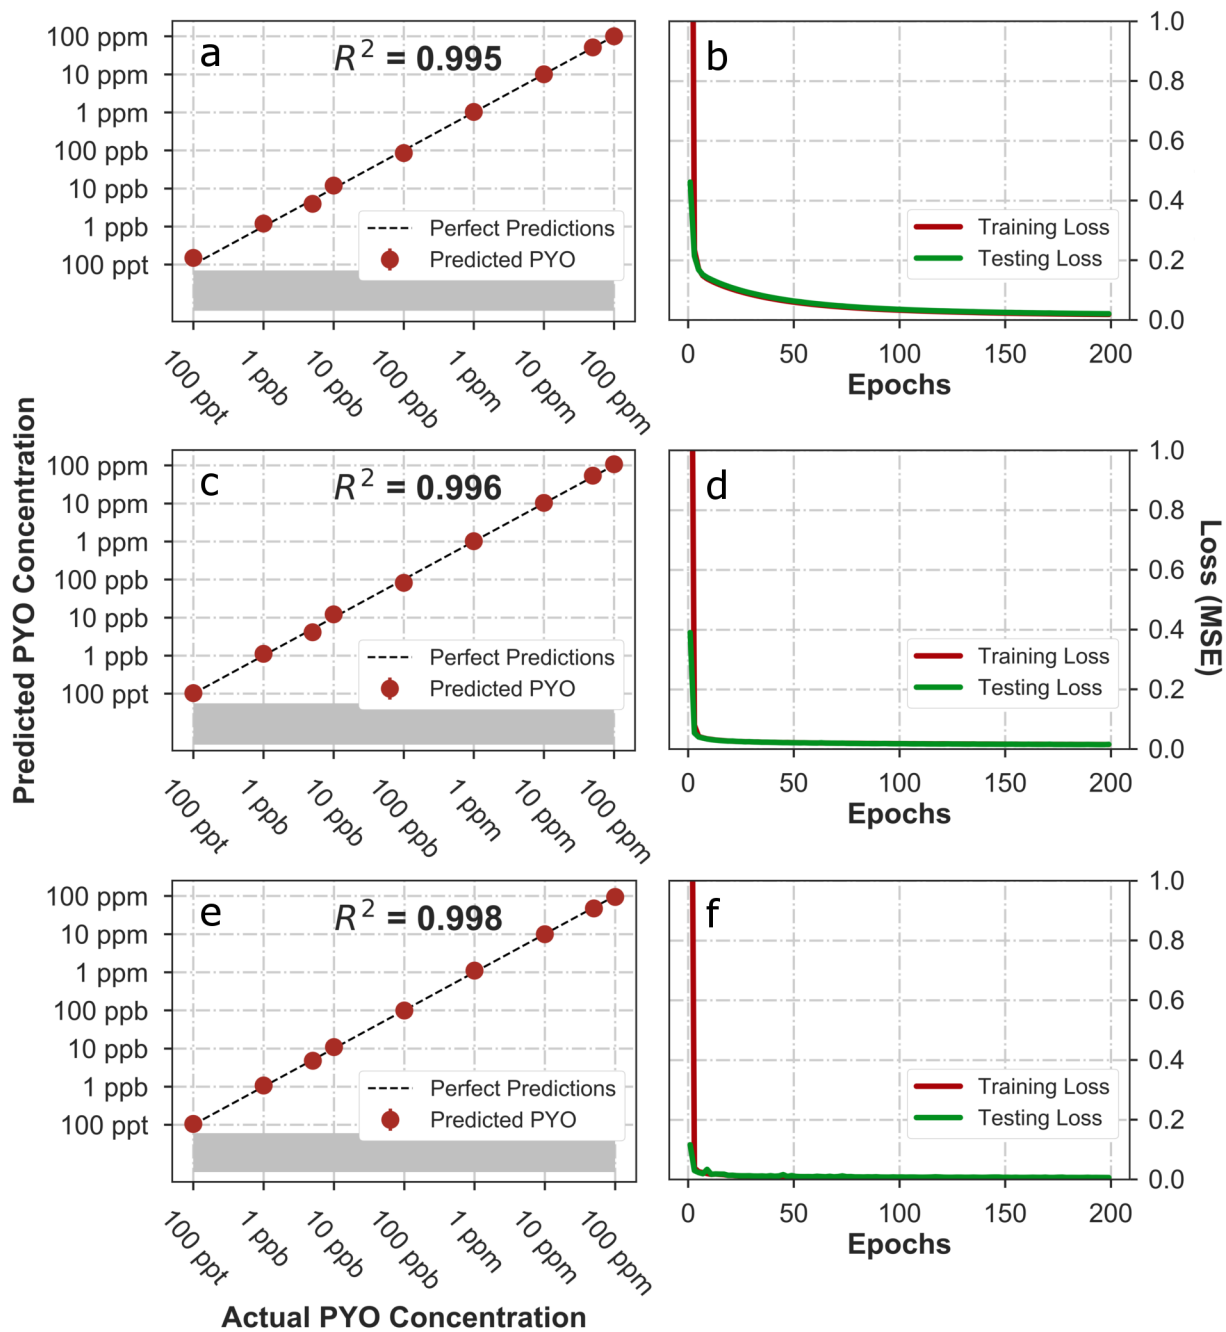 a
R² = 0.995
100 ppm
10 ppm
1 ppm
100 ppb
10 ppb
1 ppb
100 ppt
Perfect Predictions
Predicted PYO
100 ppt
1 ppb
10 ppb
100 ppb
1 ppm
10 ppm
100 ppm
b
1.0
0.8
0.6
0.4
0.2
0.0
Training Loss
Testing Loss
0
50
100
150
200
Epochs
Predicted PYO Concentration
c
R² = 0.996
100 ppm
10 ppm
1 ppm
100 ppb
10 ppb
1 ppb
100 ppt
Perfect Predictions
Predicted PYO
100 ppt
1 ppb
10 ppb
100 ppb
1 ppm
10 ppm
100 ppm
d
1.0
0.8
0.6
0.4
0.2
0.0
Loss (MSE)
Training Loss
Testing Loss
0
50
100
150
200
Epochs
e
R² = 0.998
100 ppm
10 ppm
1 ppm
100 ppb
10 ppb
1 ppb
100 ppt
Perfect Predictions
Predicted PYO
100 ppt
1 ppb
10 ppb
100 ppb
1 ppm
10 ppm
100 ppm
Actual PYO Concentration
f
1.0
0.8
0.6
0.4
0.2
0.0
Training Loss
Testing Loss
0
50
100
150
200
Epochs